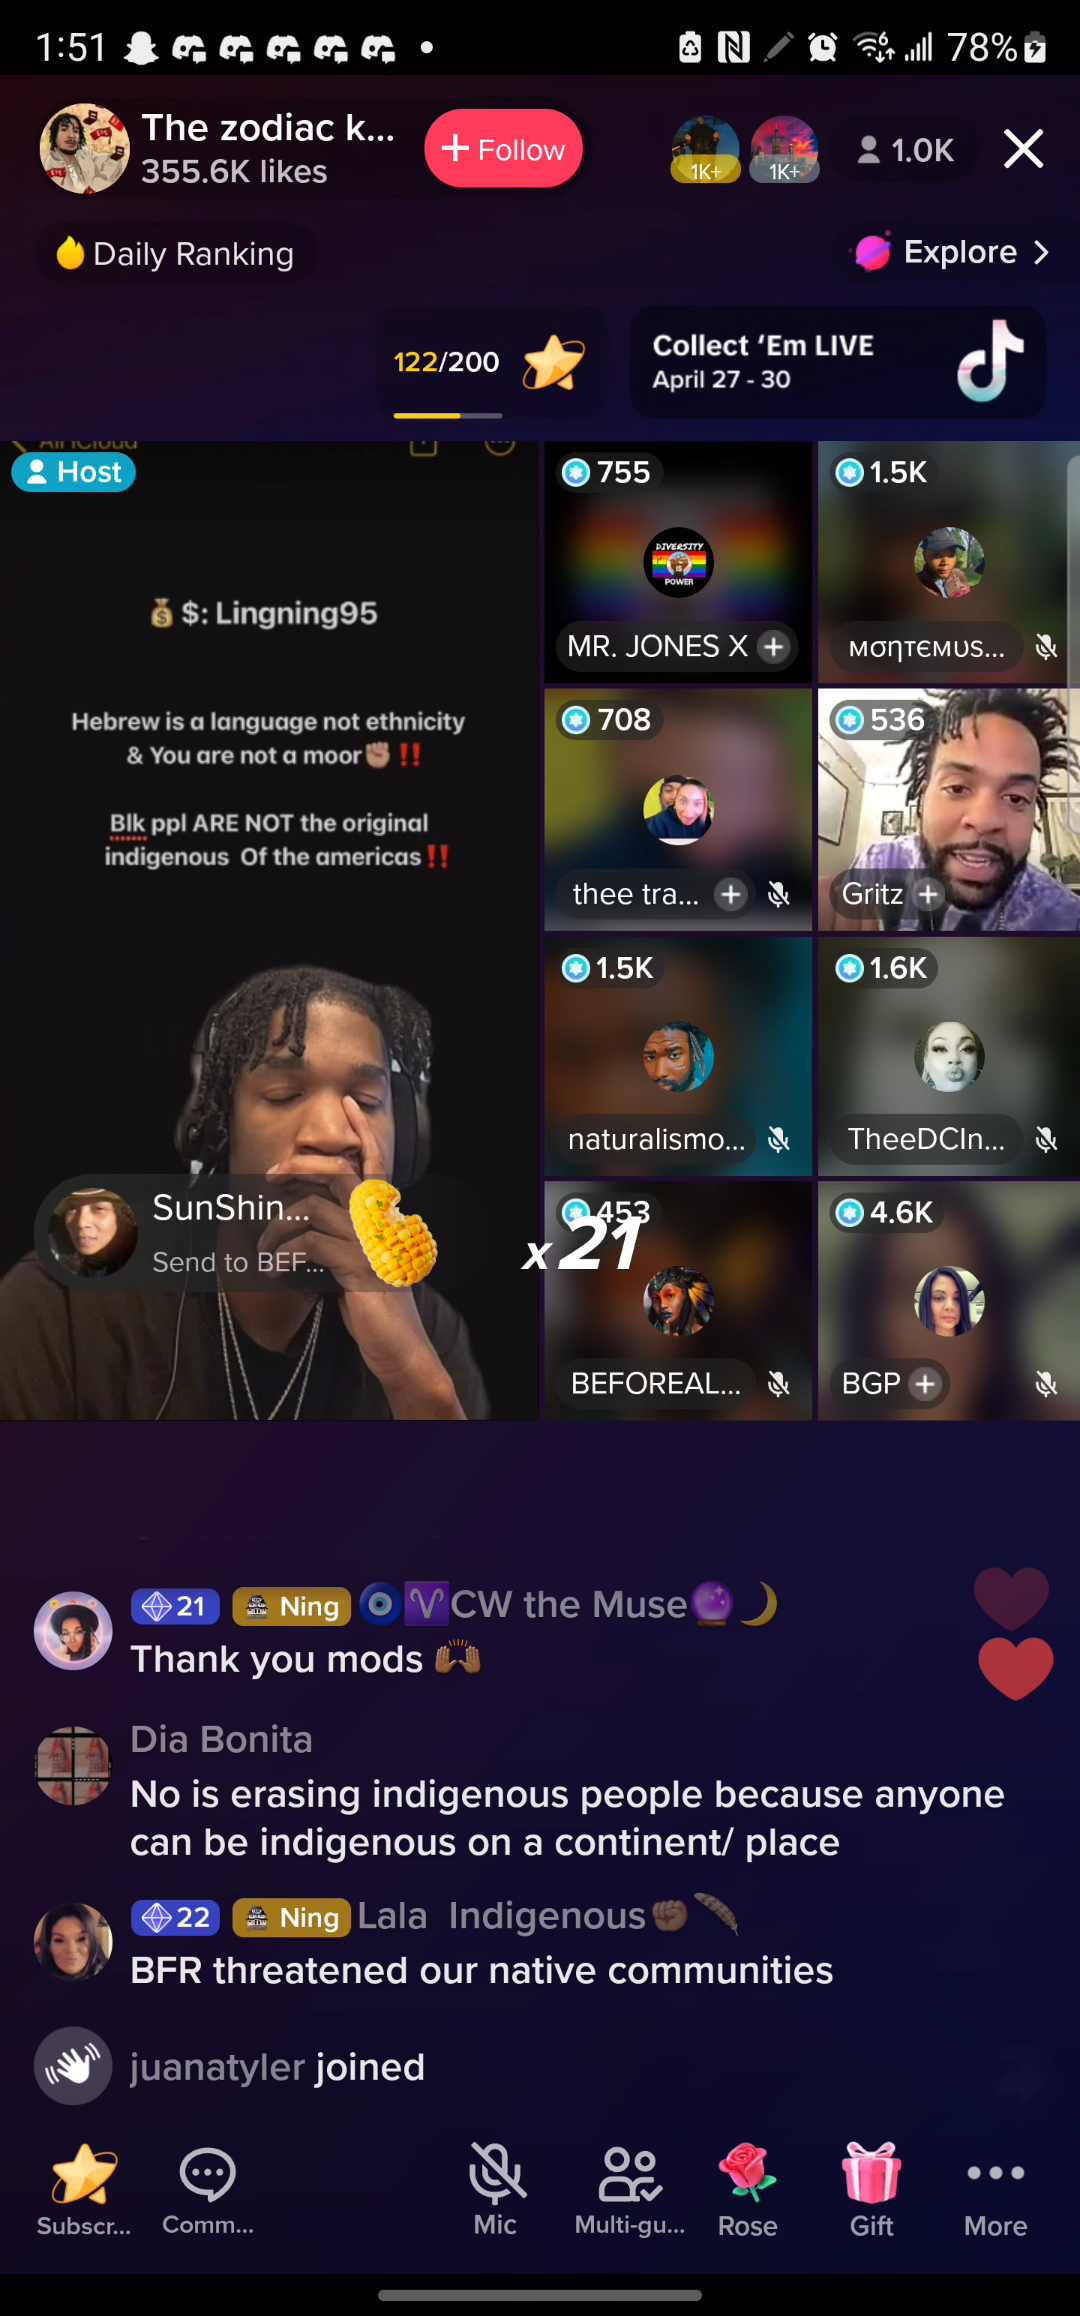 1:51
78%
The zodiac k...
355.6K likes
+ Follow
1K+
1K+
1.0K
Daily Ranking
Explore >
122/200
Collect ‘Em LIVE
April 27 - 30
All iCloud
Host
$: Lingning95
Hebrew is a language not ethnicity
& You are not a moor✊🏽‼️
Blk ppl ARE NOT the original
indigenous Of the americas‼️
755
DIVERSITY
IS
POWER
MR. JONES X +
1.5K
мσηтємυѕ...
708
thee tra... +
536
Gritz +
1.5K
naturalismo...
1.6K
TheeDCIn...
453
BEFOREAL...
4.6K
BGP +
SunShin...
Send to BEF...
x21
21 Ning 🧿♈CW the Muse🔮🌙
Thank you mods 🙌🏽
Dia Bonita
No is erasing indigenous people because anyone
can be indigenous on a continent/ place
22 Ning Lala Indigenous✊🏽🪶
BFR threatened our native communities
juanatyler joined
Subscr...
Comm...
Mic
Multi-gu...
Rose
Gift
More